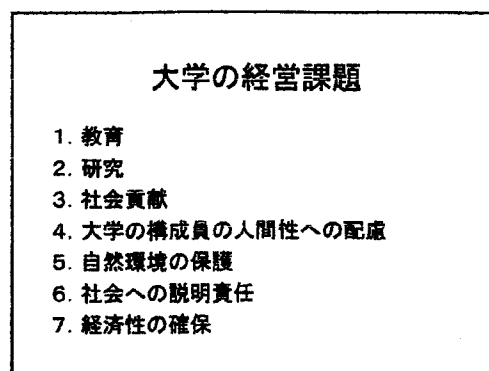 大学の経営課題
1. 教育
2. 研究
3. 社会貢献
4. 大学の構成員の人間性への配慮
5. 自然環境の保護
6. 社会への説明責任
7. 経済性の確保